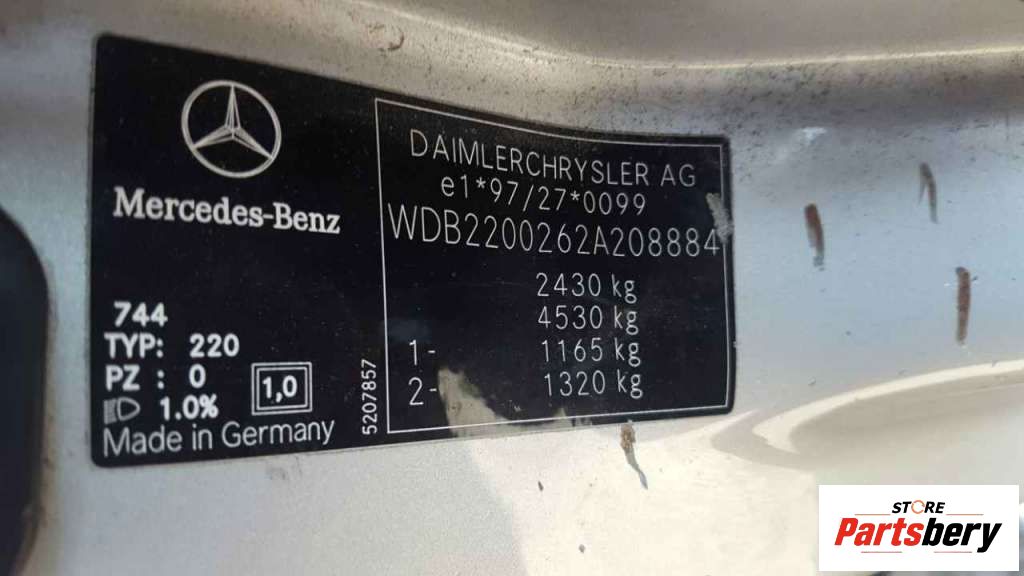 Mercedes-Benz
744
TYP: 220
PZ : 0
1.0%
1,0
Made in Germany
5207857
DAIMLERCHRYSLER AG
e1*97/27*0099
WDB2200262A208884
2430 kg
4530 kg
1- 1165 kg
2- 1320 kg
STORE
Partsbery